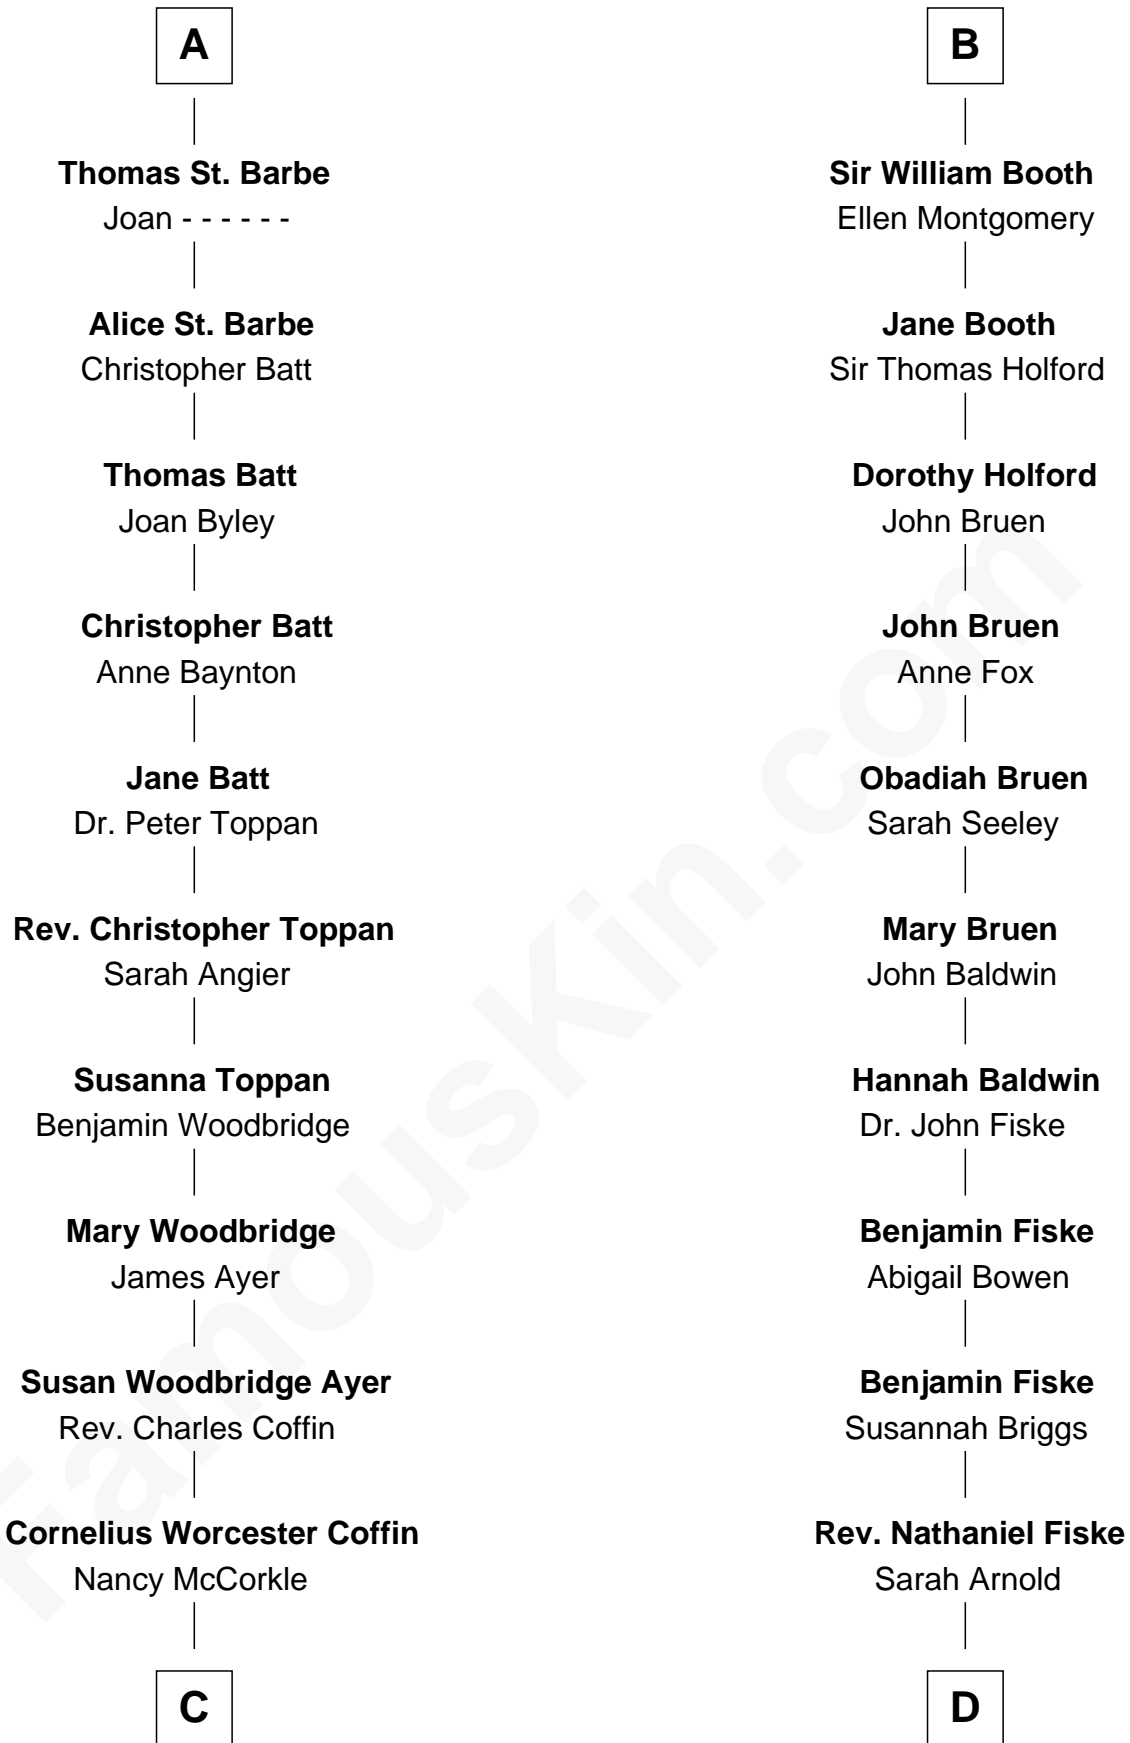 A
Thomas St. Barbe
Joan - - - - - -
Alice St. Barbe
Christopher Batt
Thomas Batt
Joan Byley
Christopher Batt
Anne Baynton
Jane Batt
Dr. Peter Toppan
Rev. Christopher Toppan
Sarah Angier
Susanna Toppan
Benjamin Woodbridge
Mary Woodbridge
James Ayer
Susan Woodbridge Ayer
Rev. Charles Coffin
Cornelius Worcester Coffin
Nancy McCorkle
C
B
Sir William Booth
Ellen Montgomery
Jane Booth
Sir Thomas Holford
Dorothy Holford
John Bruen
John Bruen
Anne Fox
Obadiah Bruen
Sarah Seeley
Mary Bruen
John Baldwin
Hannah Baldwin
Dr. John Fiske
Benjamin Fiske
Abigail Bowen
Benjamin Fiske
Susannah Briggs
Rev. Nathaniel Fiske
Sarah Arnold
D
FamousKin.com